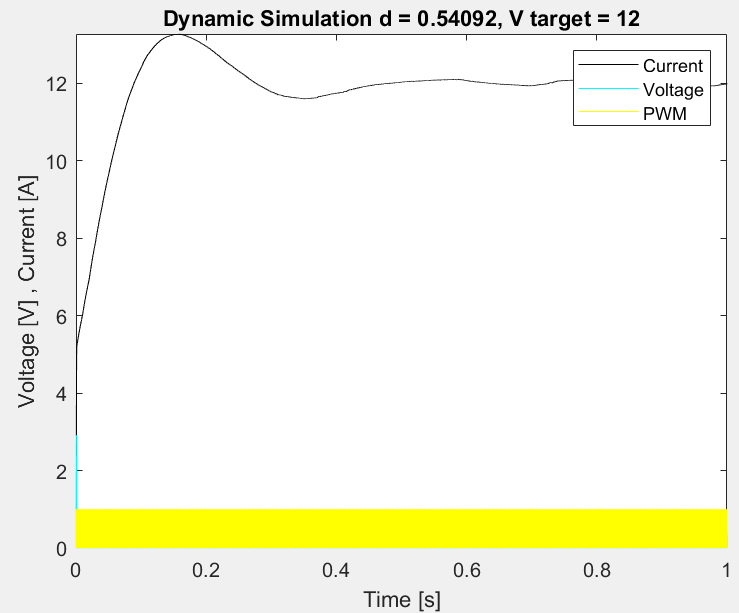 Dynamic Simulation d = 0.54092, V target = 12
Current
Voltage
PWM
12
10
8
6
4
2
0
Voltage [V] , Current [A]
0
0.2
0.4
0.6
0.8
1
Time [s]